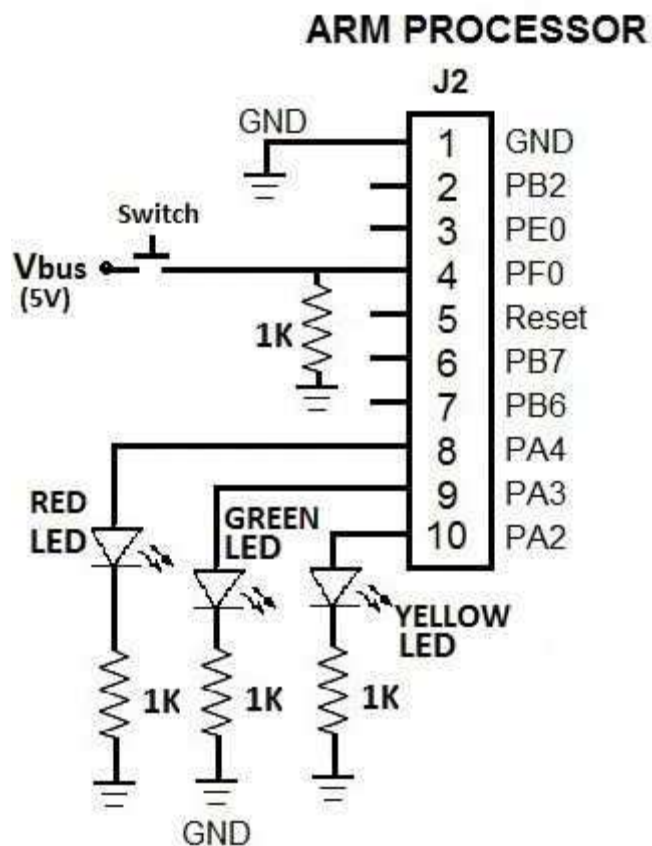 ARM PROCESSOR
J2
GND
1 GND
2 PB2
Switch
3 PE0
Vbus
(5V)
4 PF0
1K
5 Reset
6 PB7
7 PB6
8 PA4
RED
LED
9 PA3
GREEN
LED
10 PA2
YELLOW
LED
1K
1K
1K
GND